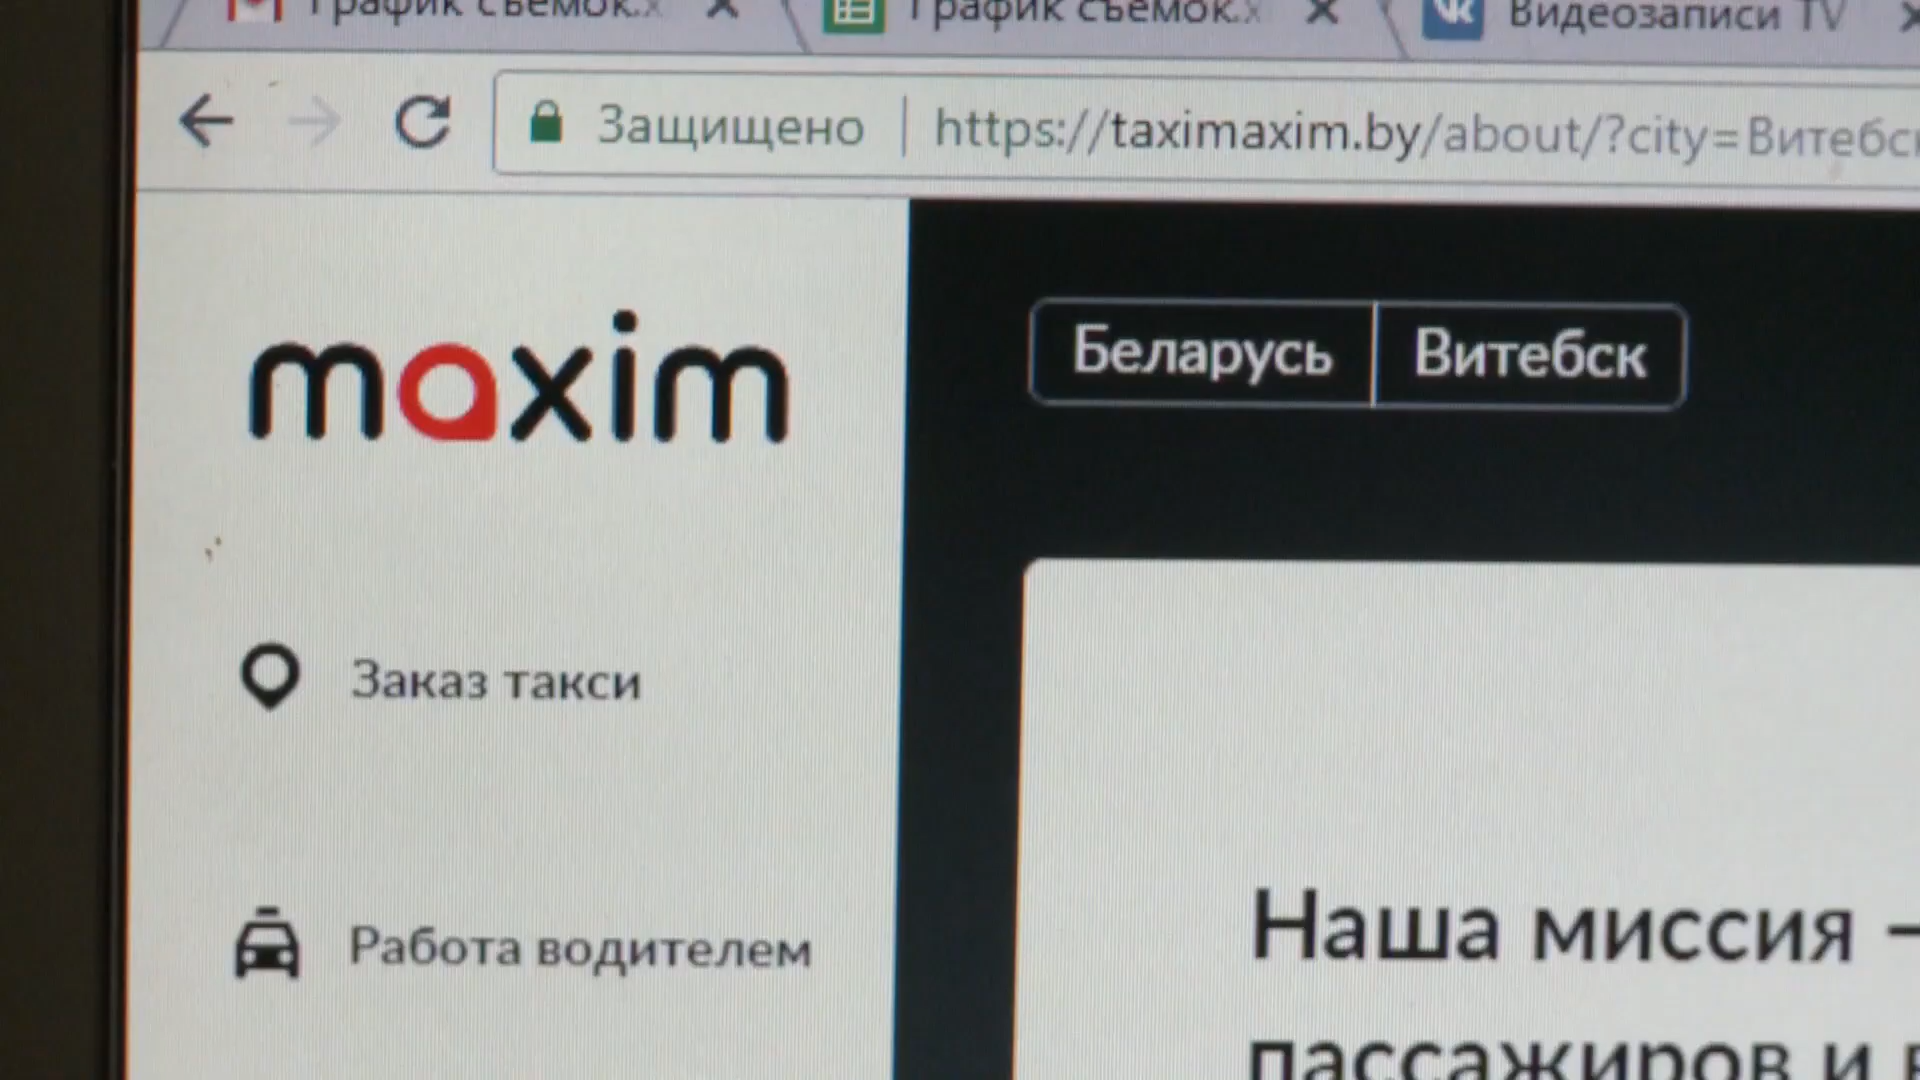 График съемок.x
График съемок.x
Видеозаписи TV
Защищено
https://taximaxim.by/about/?city=Витебс
maxim
Беларусь
Витебск
Заказ такси
Работа водителем
Наша миссия –
пассажиров и